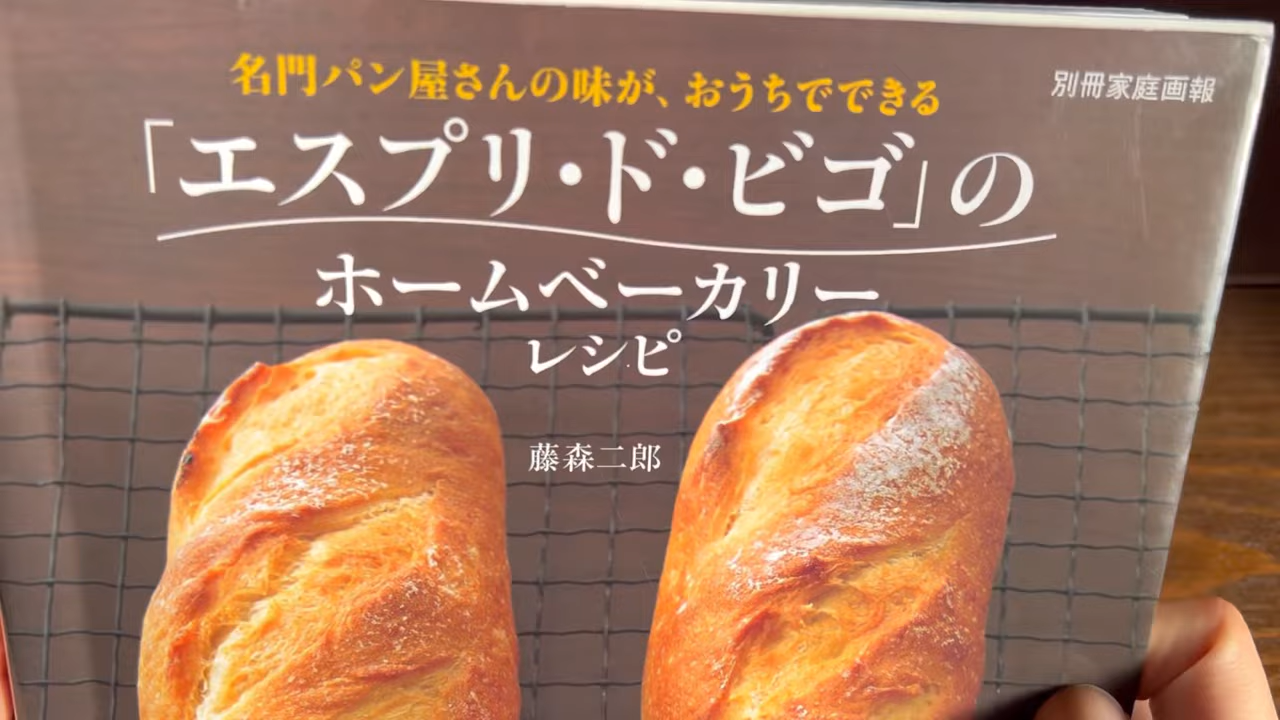 名門パン屋さんの味が、おうちでできる
別冊家庭画報
「エスプリ・ド・ビゴ」の
ホームベーカリー
レシピ
藤森二郎